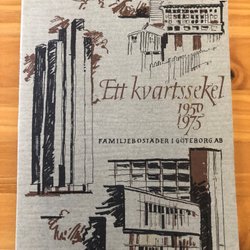 Ett kvartssekel
1950
1975
FAMILJEBOSTÄDER I GÖTEBORG AB